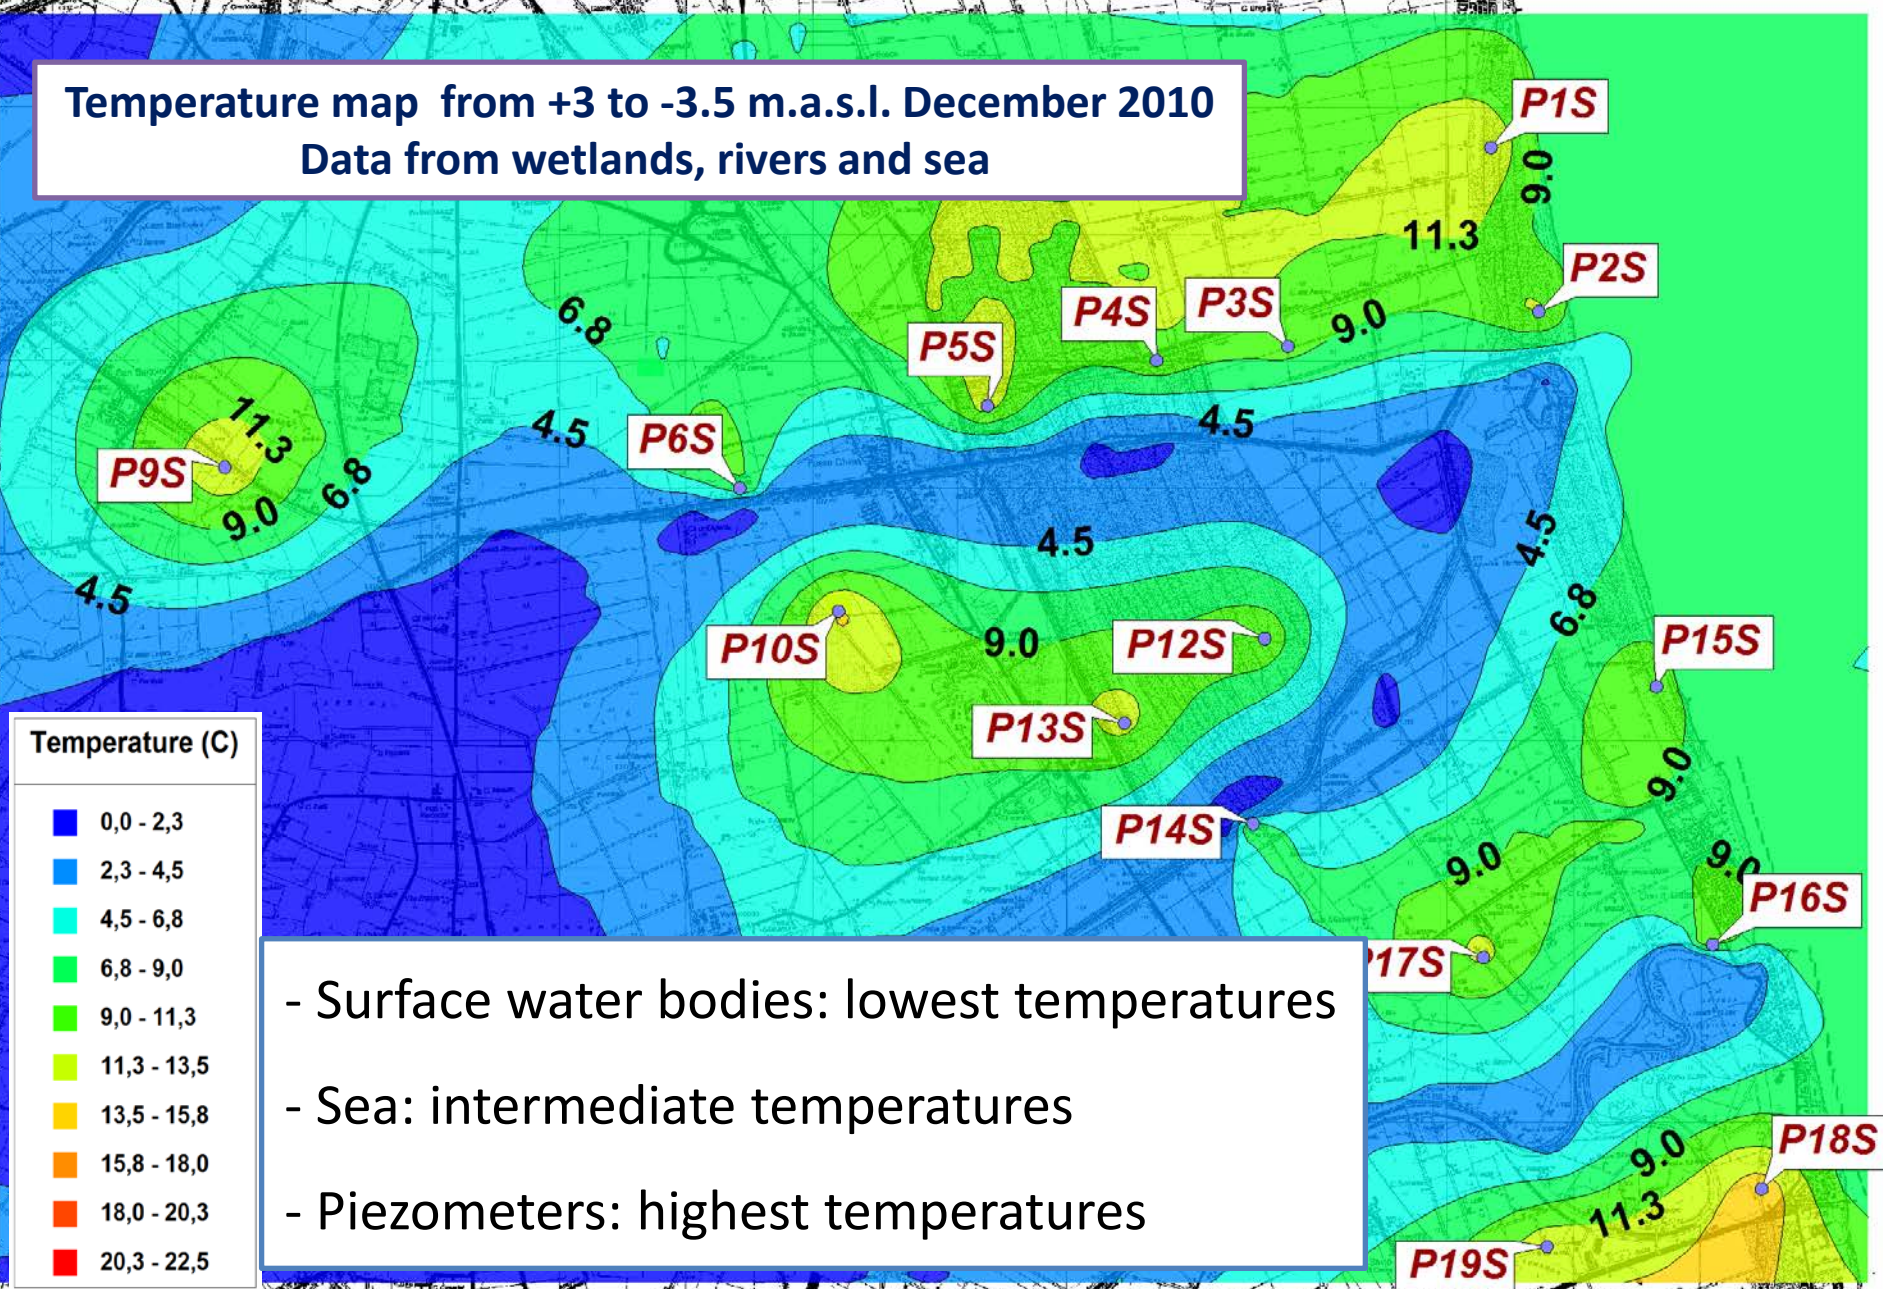 Temperature map from +3 to -3.5 m.a.s.l. December 2010
Data from wetlands, rivers and sea
P1S
9.0
11.3
P2S
P4S
P3S
9.0
6.8
P5S
4.5
11.3
4.5
P6S
P9S
6.8
9.0
4.5
4.5
4.5
6.8
P10S
9.0
P12S
P15S
P13S
9.0
P14S
9.0
9.0
P16S
17S
9.0
P18S
11.3
P19S
Temperature (C)
0,0 - 2,3
2,3 - 4,5
4,5 - 6,8
6,8 - 9,0
9,0 - 11,3
11,3 - 13,5
13,5 - 15,8
15,8 - 18,0
18,0 - 20,3
20,3 - 22,5
- Surface water bodies: lowest temperatures
- Sea: intermediate temperatures
- Piezometers: highest temperatures